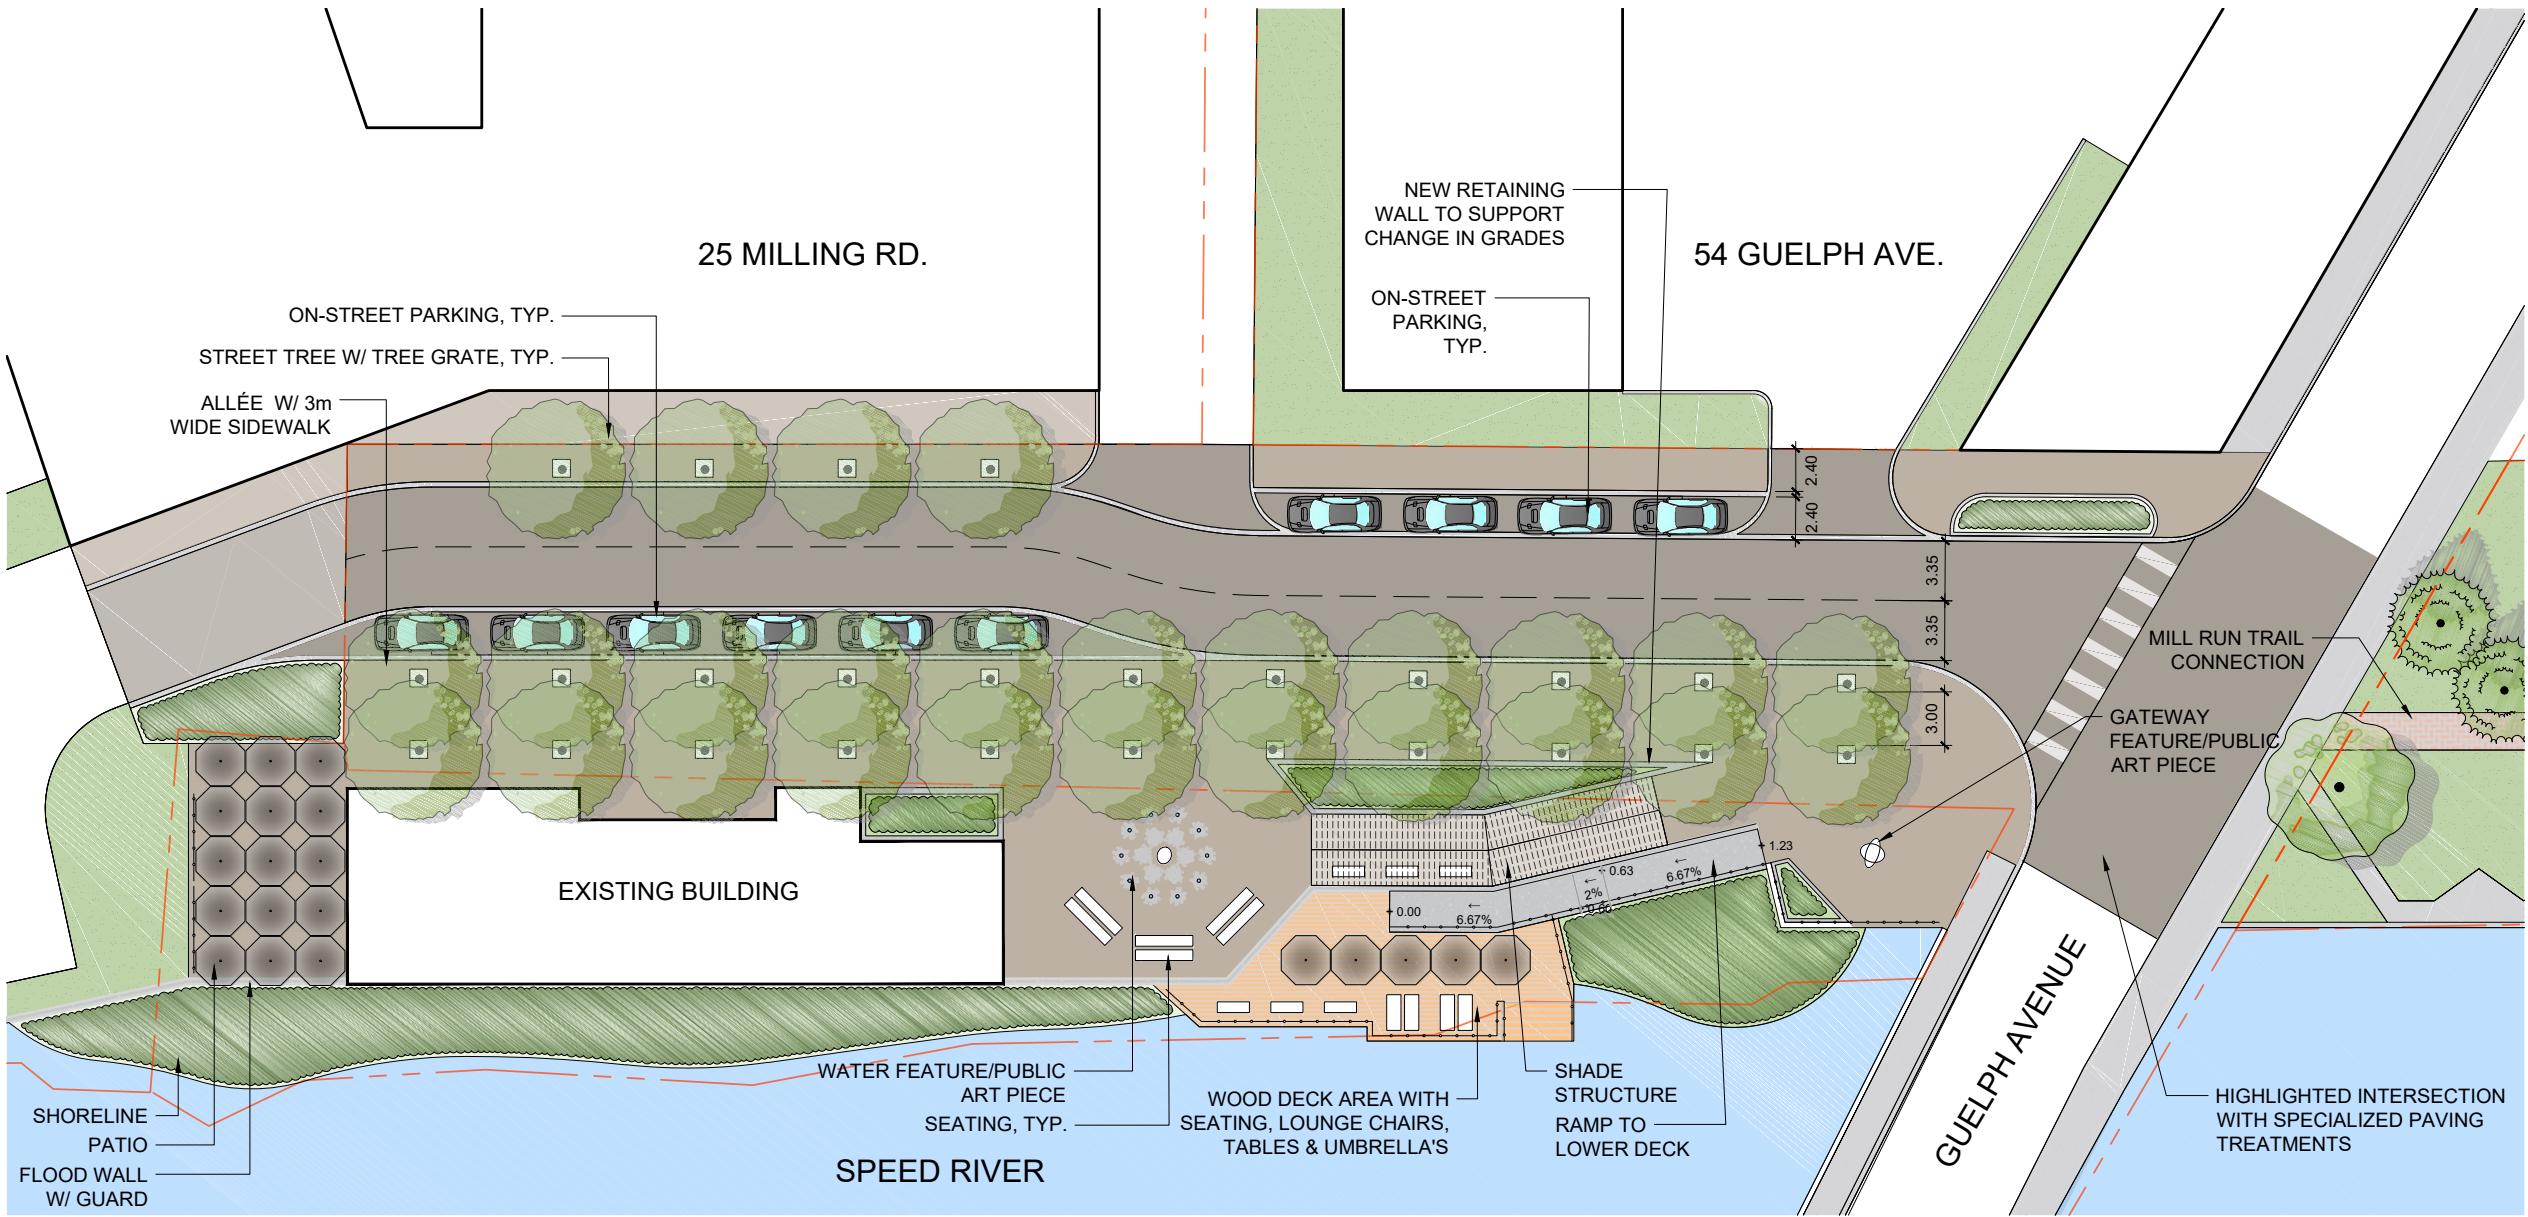 25 MILLING RD.
54 GUELPH AVE.
NEW RETAINING
WALL TO SUPPORT
CHANGE IN GRADES
ON-STREET
PARKING,
TYP.
ON-STREET PARKING, TYP.
STREET TREE W/ TREE GRATE, TYP.
ALLÉE W/ 3m
WIDE SIDEWALK
2.40
2.40
3.35
3.35
3.00
MILL RUN TRAIL
CONNECTION
GATEWAY
FEATURE/PUBLIC
ART PIECE
EXISTING BUILDING
1.23
0.63
6.67%
2%
0.60
0.00
6.67%
GUELPH AVENUE
WATER FEATURE/PUBLIC
ART PIECE
SEATING, TYP.
WOOD DECK AREA WITH
SEATING, LOUNGE CHAIRS,
TABLES & UMBRELLA'S
SHADE
STRUCTURE
RAMP TO
LOWER DECK
HIGHLIGHTED INTERSECTION
WITH SPECIALIZED PAVING
TREATMENTS
SHORELINE
PATIO
FLOOD WALL
W/ GUARD
SPEED RIVER